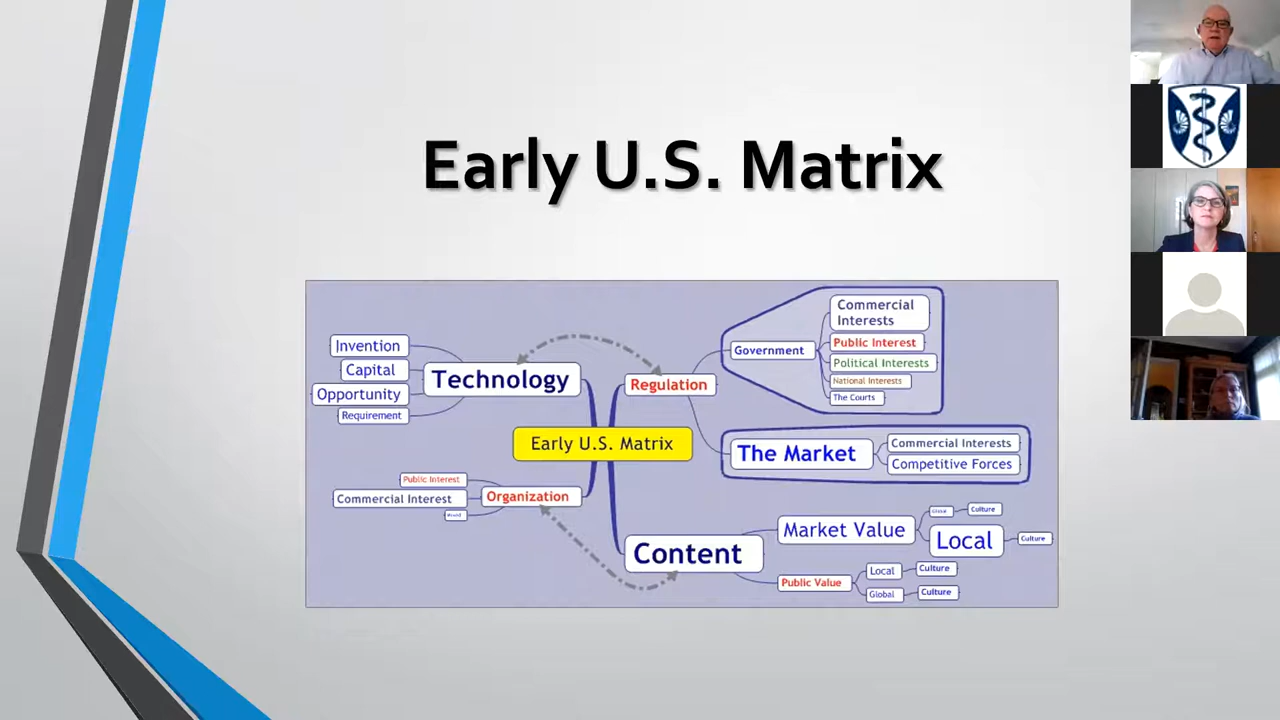 Early U.S. Matrix
Invention
Capital
Opportunity
Requirement
Technology
Regulation
Government
Commercial
Interests
Public Interest
Political Interests
National Interests
The Courts
Early U.S. Matrix
The Market
Commercial Interests
Competitive Forces
Public Interest
Commercial Interest
Mixed
Organization
Content
Market Value
Global
Culture
Local
Culture
Public Value
Local
Culture
Global
Culture